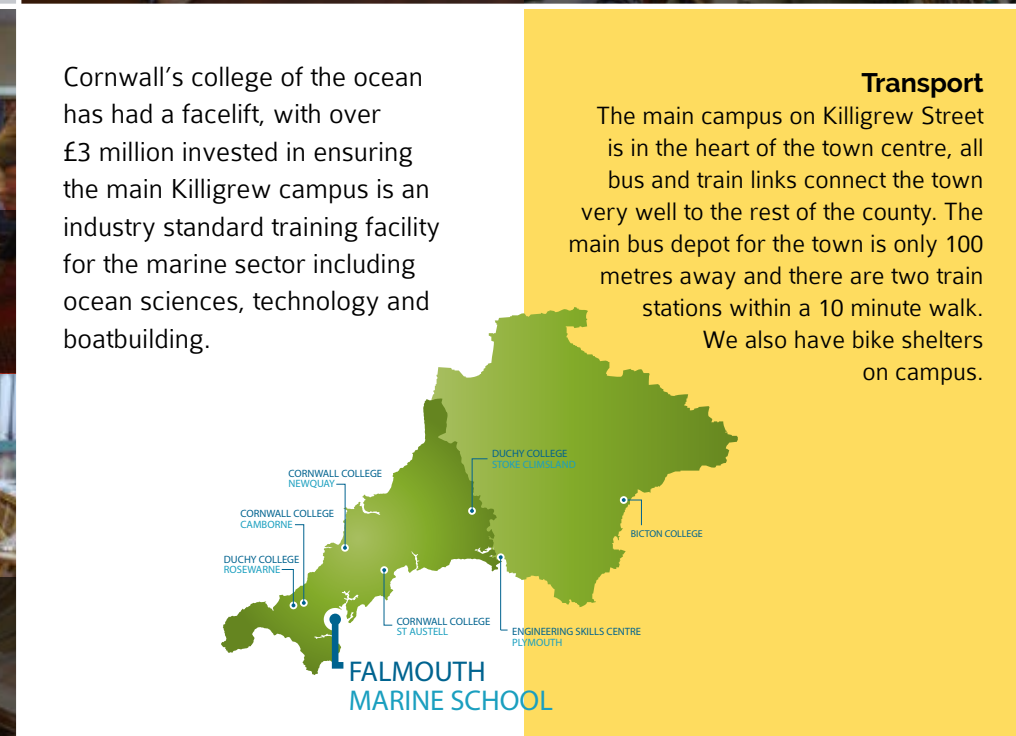 Cornwall's college of the ocean
has had a facelift, with over
£3 million invested in ensuring
the main Killigrew campus is an
industry standard training facility
for the marine sector including
ocean sciences, technology and
boatbuilding.
Transport
The main campus on Killigrew Street
is in the heart of the town centre, all
bus and train links connect the town
very well to the rest of the county. The
main bus depot for the town is only 100
metres away and there are two train
stations within a 10 minute walk.
We also have bike shelters
on campus.
DUCHY COLLEGE
STOKE CLIMSLAND
CORNWALL COLLEGE
NEWQUAY
CORNWALL COLLEGE
CAMBORNE
DUCHY COLLEGE
ROSEWARNE
BICTON COLLEGE
CORNWALL COLLEGE
ST AUSTELL
ENGINEERING SKILLS CENTRE
PLYMOUTH
FALMOUTH
MARINE SCHOOL